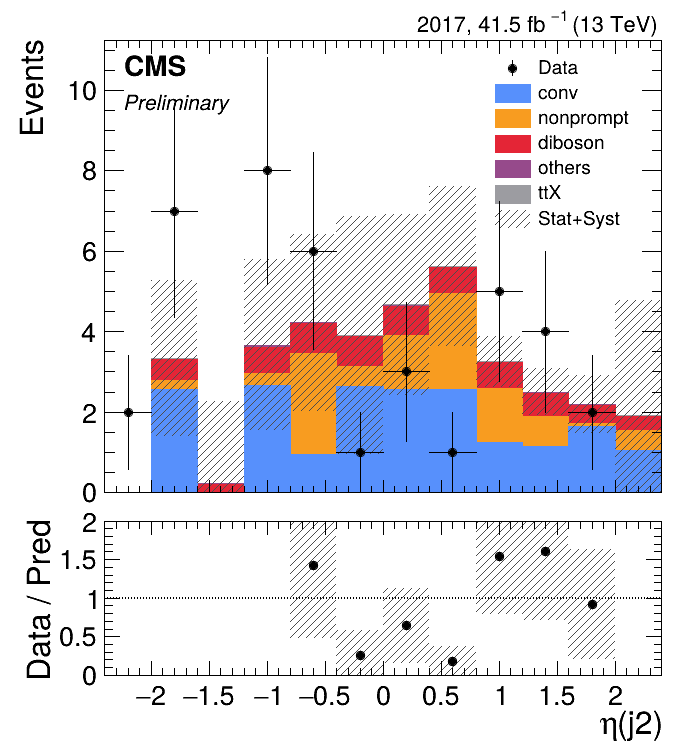 2017, 41.5 fb⁻¹ (13 TeV)
Events
CMS
Preliminary
Data
conv
nonprompt
diboson
others
ttX
Stat+Syst
10
8
6
4
2
0
Data / Pred
2
1.5
1
0.5
0
−2 −1.5 −1 −0.5 0 0.5 1 1.5 2
η(j2)